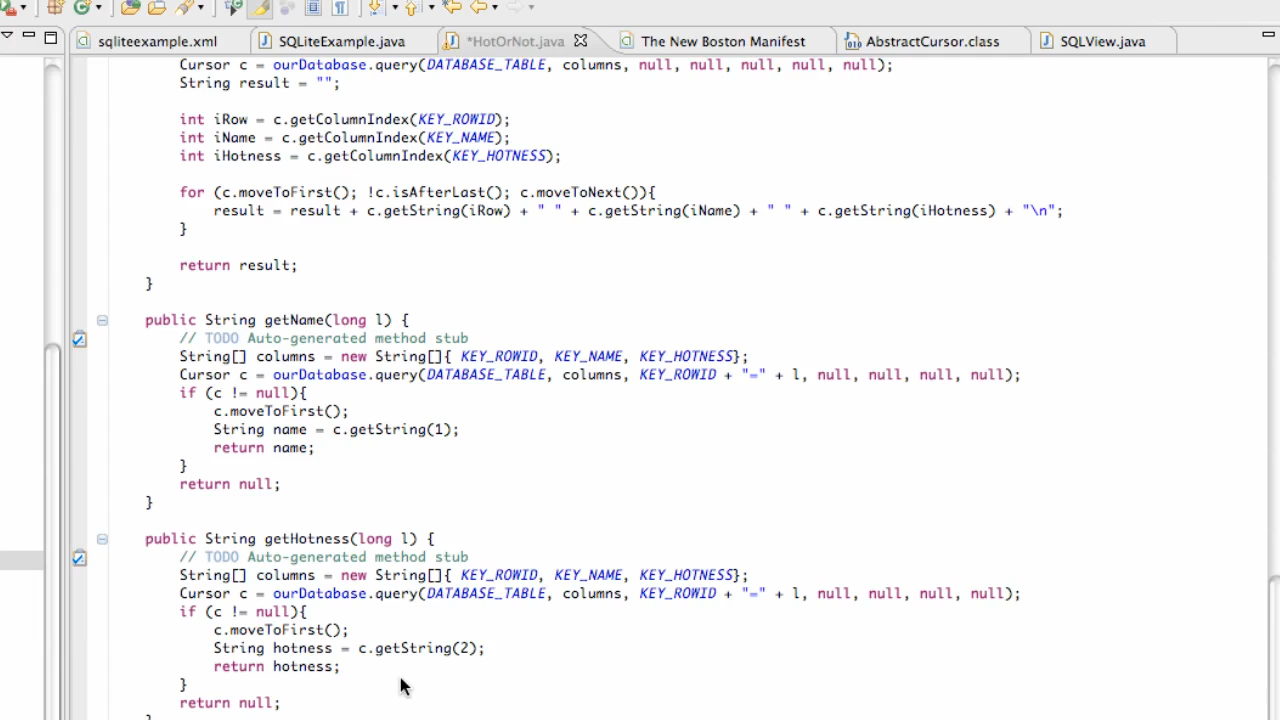 sqliteexample.xml SQLiteExample.java *HotOrNot.java The New Boston Manifest AbstractCursor.class SQLView.java
Cursor c = ourDatabase.query(DATABASE_TABLE, columns, null, null, null, null, null);
String result = "";
int iRow = c.getColumnIndex(KEY_ROWID);
int iName = c.getColumnIndex(KEY_NAME);
int iHotness = c.getColumnIndex(KEY_HOTNESS);
for (c.moveToFirst(); !c.isAfterLast(); c.moveToNext()){
result = result + c.getString(iRow) + " " + c.getString(iName) + " " + c.getString(iHotness) + "\n";
}
return result;
}
public String getName(long l) {
// TODO Auto-generated method stub
String[] columns = new String[]{ KEY_ROWID, KEY_NAME, KEY_HOTNESS};
Cursor c = ourDatabase.query(DATABASE_TABLE, columns, KEY_ROWID + "=" + l, null, null, null, null);
if (c != null){
c.moveToFirst();
String name = c.getString(1);
return name;
}
return null;
}
public String getHotness(long l) {
// TODO Auto-generated method stub
String[] columns = new String[]{ KEY_ROWID, KEY_NAME, KEY_HOTNESS};
Cursor c = ourDatabase.query(DATABASE_TABLE, columns, KEY_ROWID + "=" + l, null, null, null, null);
if (c != null){
c.moveToFirst();
String hotness = c.getString(2);
return hotness;
}
return null;
}